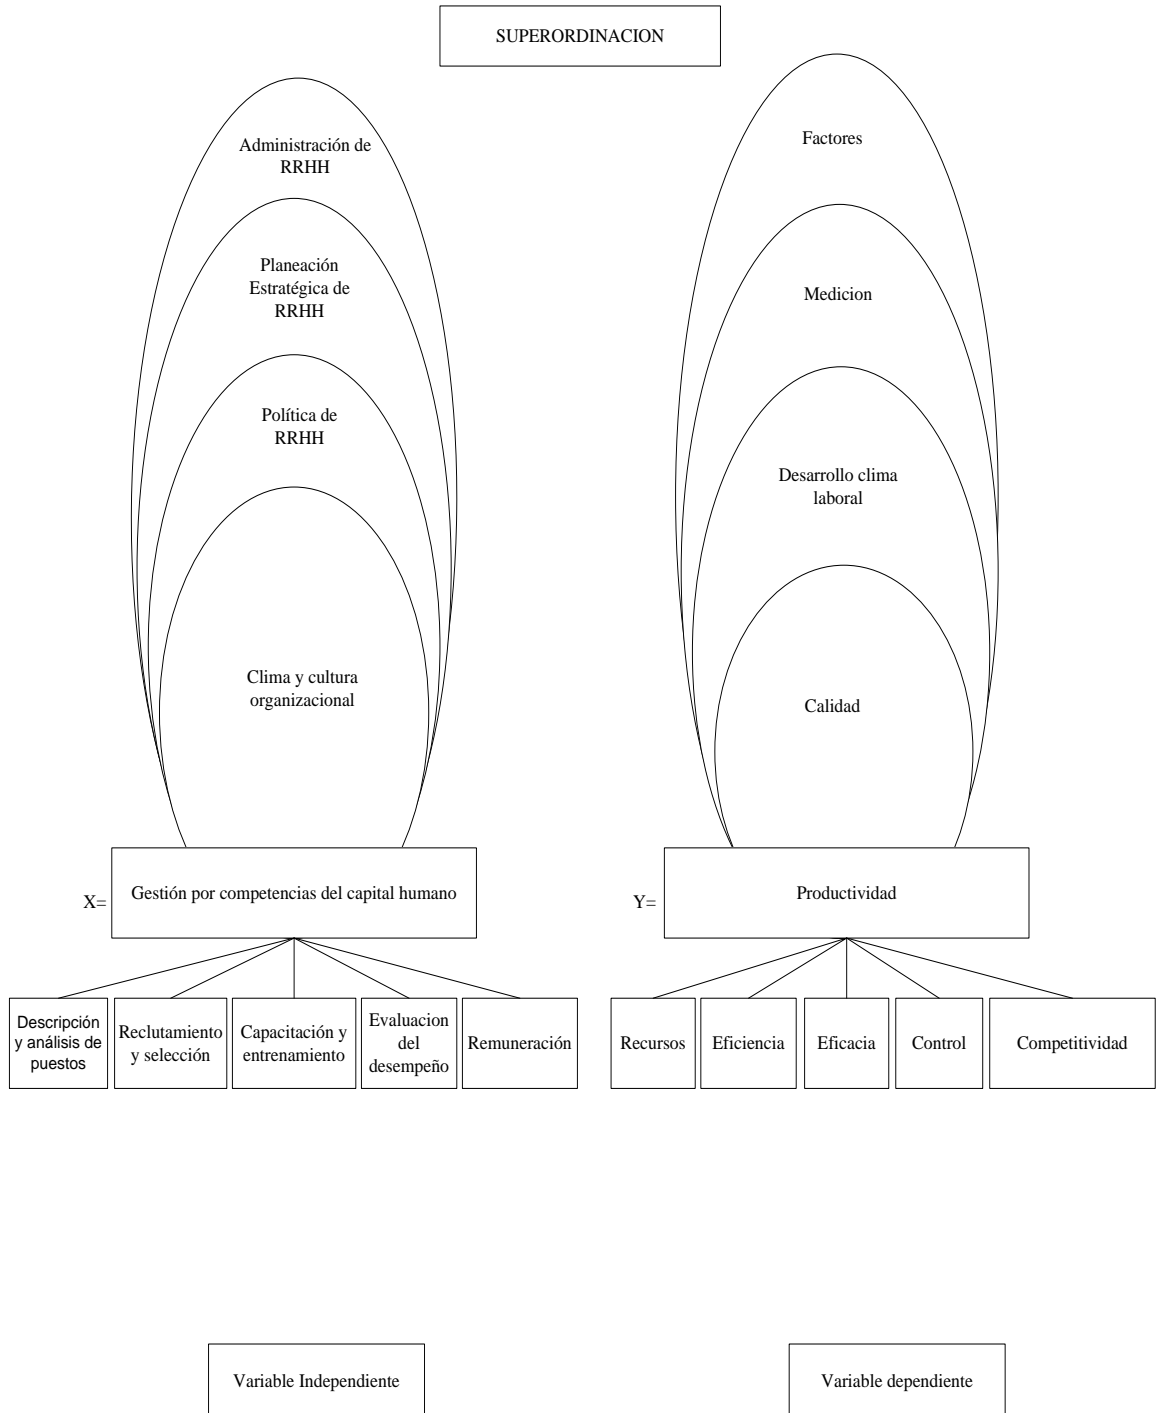 SUPERORDINACION
Administración de
RRHH
Planeación
Estratégica de
RRHH
Política de
RRHH
Clima y cultura
organizacional
Factores
Medicion
Desarrollo clima
laboral
Calidad
X=
Gestión por competencias del capital humano
Y=
Productividad
Descripción
y análisis de
puestos
Reclutamiento
y selección
Capacitación y
entrenamiento
Evaluacion
del
desempeño
Remuneración
Recursos
Eficiencia
Eficacia
Control
Competitividad
Variable Independiente
Variable dependiente